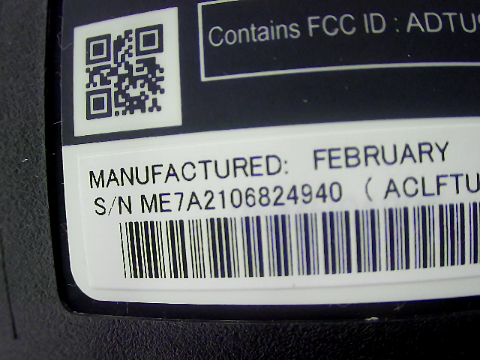 Contains FCC ID : ADTU
MANUFACTURED: FEBRUARY
S/N ME7A2106824940 ( ACLFTU